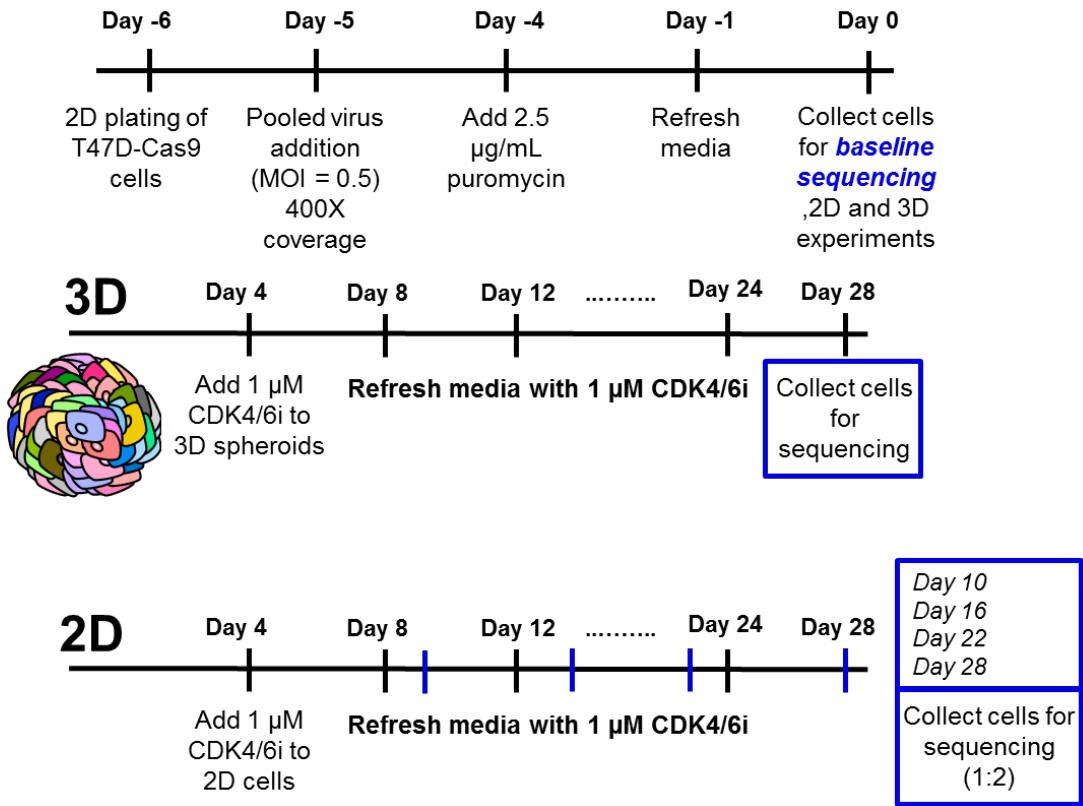 Day -6
Day -5
Day -4
Day -1
Day 0
2D plating of
T47D-Cas9
cells
Pooled virus
addition
(MOI = 0.5)
400X
coverage
Add 2.5
µg/mL
puromycin
Refresh
media
Collect cells
for baseline
sequencing
,2D and 3D
experiments
3D
Day 4
Day 8
Day 12
.........
Day 24
Day 28
Add 1 µM
CDK4/6i to
3D spheroids
Refresh media with 1 µM CDK4/6i
Collect cells
for
sequencing
2D
Day 4
Day 8
Day 12
.........
Day 24
Day 28
Add 1 µM
CDK4/6i to
2D cells
Refresh media with 1 µM CDK4/6i
Day 10
Day 16
Day 22
Day 28
Collect cells for
sequencing
(1:2)